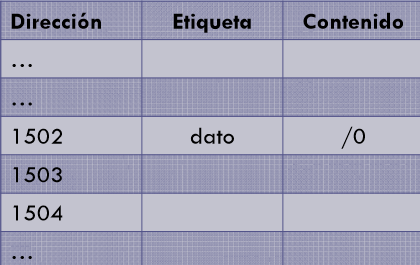 Dirección Etiqueta Contenido
...
...
1502 dato /0
1503
1504
...